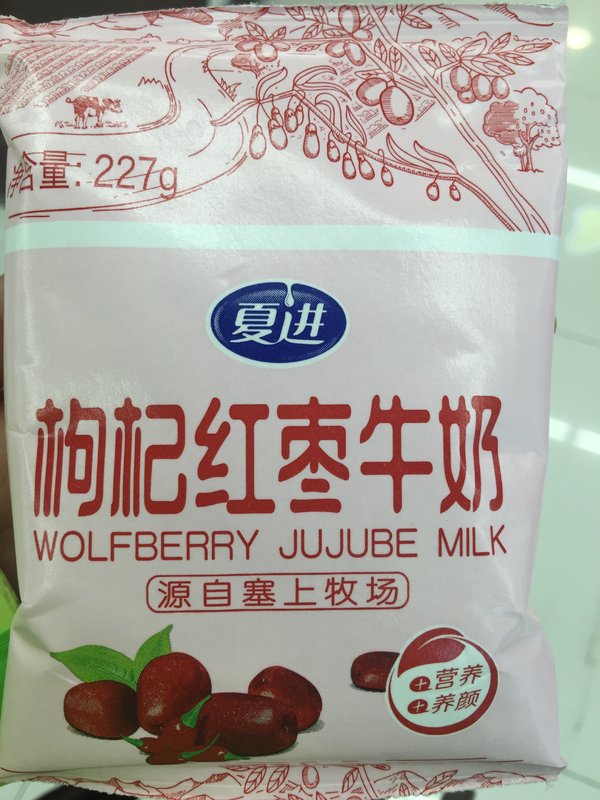 净含量: 227g
夏进
枸杞红枣牛奶
WOLFBERRY JUJUBE MILK
源自塞上牧场
+营养
+养颜